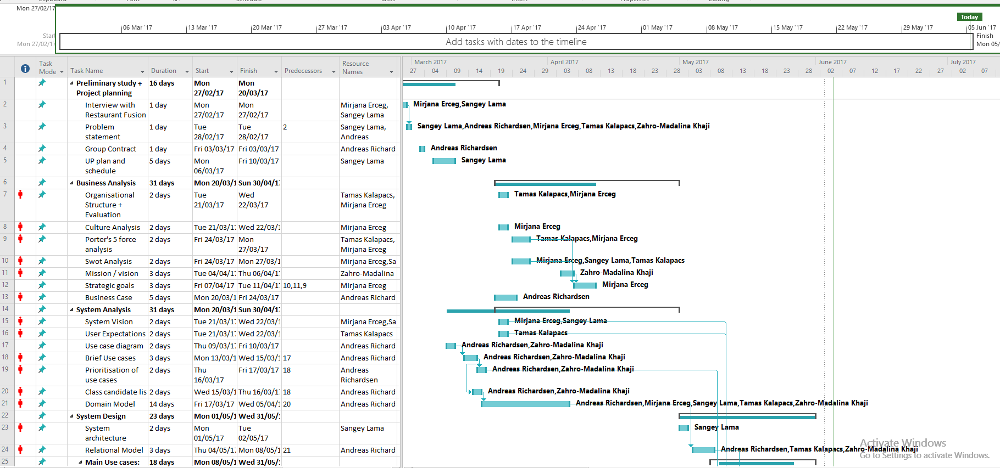 Mon 27/02/17
Today
06 Mar '17 13 Mar '17 20 Mar '17 27 Mar '17 03 Apr '17 10 Apr '17 17 Apr '17 24 Apr '17 01 May '17 08 May '17 15 May '17 22 May '17 29 May '17 05 Jun '17
Start
Mon 27/02/17
Add tasks with dates to the timeline
Finish
Mon 05/
Task Mode Task Name Duration Start Finish Predecessors Resource Names
March 2017 April 2017 May 2017 June 2017 July 2017
27 04 09 14 19 24 29 03 08 13 18 23 28 03 08 13 18 23 28 02 07 12 17 22 27 02 07
1 Preliminary study + Project planning 16 days Mon 27/02/17 Mon 20/03/17
2 Interview with Restaurant Fusion 1 day Mon 27/02/17 Mon 27/02/17 Mirjana Erceg, Sangey Lama
Mirjana Erceg,Sangey Lama
3 Problem statement 1 day Tue 28/02/17 Tue 28/02/17 2 Sangey Lama, Andreas
Sangey Lama,Andreas Richardsen,Mirjana Erceg,Tamas Kalapacs,Zahro-Madalina Khaji
4 Group Contract 1 day Fri 03/03/17 Fri 03/03/17 Andreas Richard
Andreas Richardsen
5 UP plan and schedule 5 days Mon 06/03/17 Fri 10/03/17 Sangey Lama
Sangey Lama
6 Business Analysis 31 days Mon 20/03/1 Sun 30/04/1
7 Organisational Structure + Evaluation 2 days Tue 21/03/17 Wed 22/03/17 Tamas Kalapacs, Mirjana Erceg
Tamas Kalapacs,Mirjana Erceg
8 Culture Analysis 2 days Tue 21/03/1 Wed 22/03/1 Mirjana Erceg
Mirjana Erceg
9 Porter's 5 force analysis 2 days Fri 24/03/17 Mon 27/03/17 Tamas Kalapacs, Mirjana Erceg
Tamas Kalapacs,Mirjana Erceg
10 Swot Analysis 2 days Fri 24/03/17 Mon 27/03/1 Mirjana Erceg,Sa
Mirjana Erceg,Sangey Lama,Tamas Kalapacs
11 Mission / vision 3 days Tue 04/04/1 Thu 06/04/1 Zahro-Madalina
Zahro-Madalina Khaji
12 Strategic goals 3 days Fri 07/04/17 Tue 11/04/1 10,11,9 Mirjana Erceg
Mirjana Erceg
13 Business Case 5 days Mon 20/03/1 Fri 24/03/17 Andreas Richard
Andreas Richardsen
14 System Analysis 31 days Mon 20/03/1 Sun 30/04/1
15 System Vision 2 days Tue 21/03/1 Wed 22/03/1 Mirjana Erceg,Sa
Mirjana Erceg,Sangey Lama
16 User Expectations 2 days Tue 21/03/1 Wed 22/03/1 Tamas Kalapacs
Tamas Kalapacs
17 Use case diagram 2 days Thu 09/03/1 Fri 10/03/17 Andreas Richard
Andreas Richardsen,Zahro-Madalina Khaji
18 Brief Use cases 3 days Mon 13/03/1 Wed 15/03/1 17 Andreas Richard
Andreas Richardsen,Zahro-Madalina Khaji
19 Prioritisation of use cases 2 days Thu 16/03/17 Fri 17/03/17 18 Andreas Richardsen
Andreas Richardsen,Zahro-Madalina Khaji
20 Class candidate lis 2 days Wed 15/03/1 Thu 16/03/1 18 Andreas Richard
Andreas Richardsen,Zahro-Madalina Khaji
21 Domain Model 14 days Fri 17/03/17 Wed 05/04/1 20 Andreas Richard
Andreas Richardsen,Mirjana Erceg,Sangey Lama,Tamas Kalapacs,Zahro-Madalina Khaji
22 System Design 23 days Mon 01/05/1 Wed 31/05/
23 System architecture 2 days Mon 01/05/17 Tue 02/05/17 Sangey Lama
Sangey Lama
24 Relational Model 3 days Thu 04/05/1 Mon 08/05/1 21 Andreas Richard
Andreas Richardsen,Tamas Kalapacs,Zahro-Madalina Khaji
25 Main Use cases: 18 days Mon 08/05/1 Wed 31/05/
Activate Windows
Go to Settings to activate Windows.